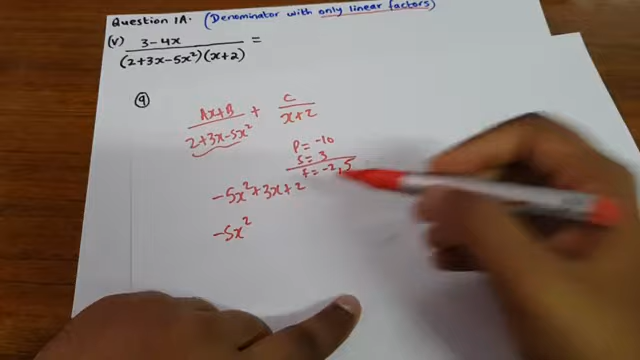 Question 1A. (Denominator with only linear factors)
(v) 3-4x / (2+3x-5x²)(x+2) =
(9) Ax+B / 2+3x-5x² + C / x+2
P = -10
S = 3
f = -2, 5
-5x²+3x+2
-5x²